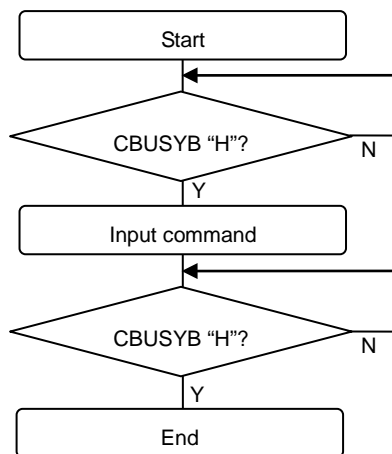 Start
CBUSYB “H”?
N
Y
Input command
CBUSYB “H”?
N
Y
End